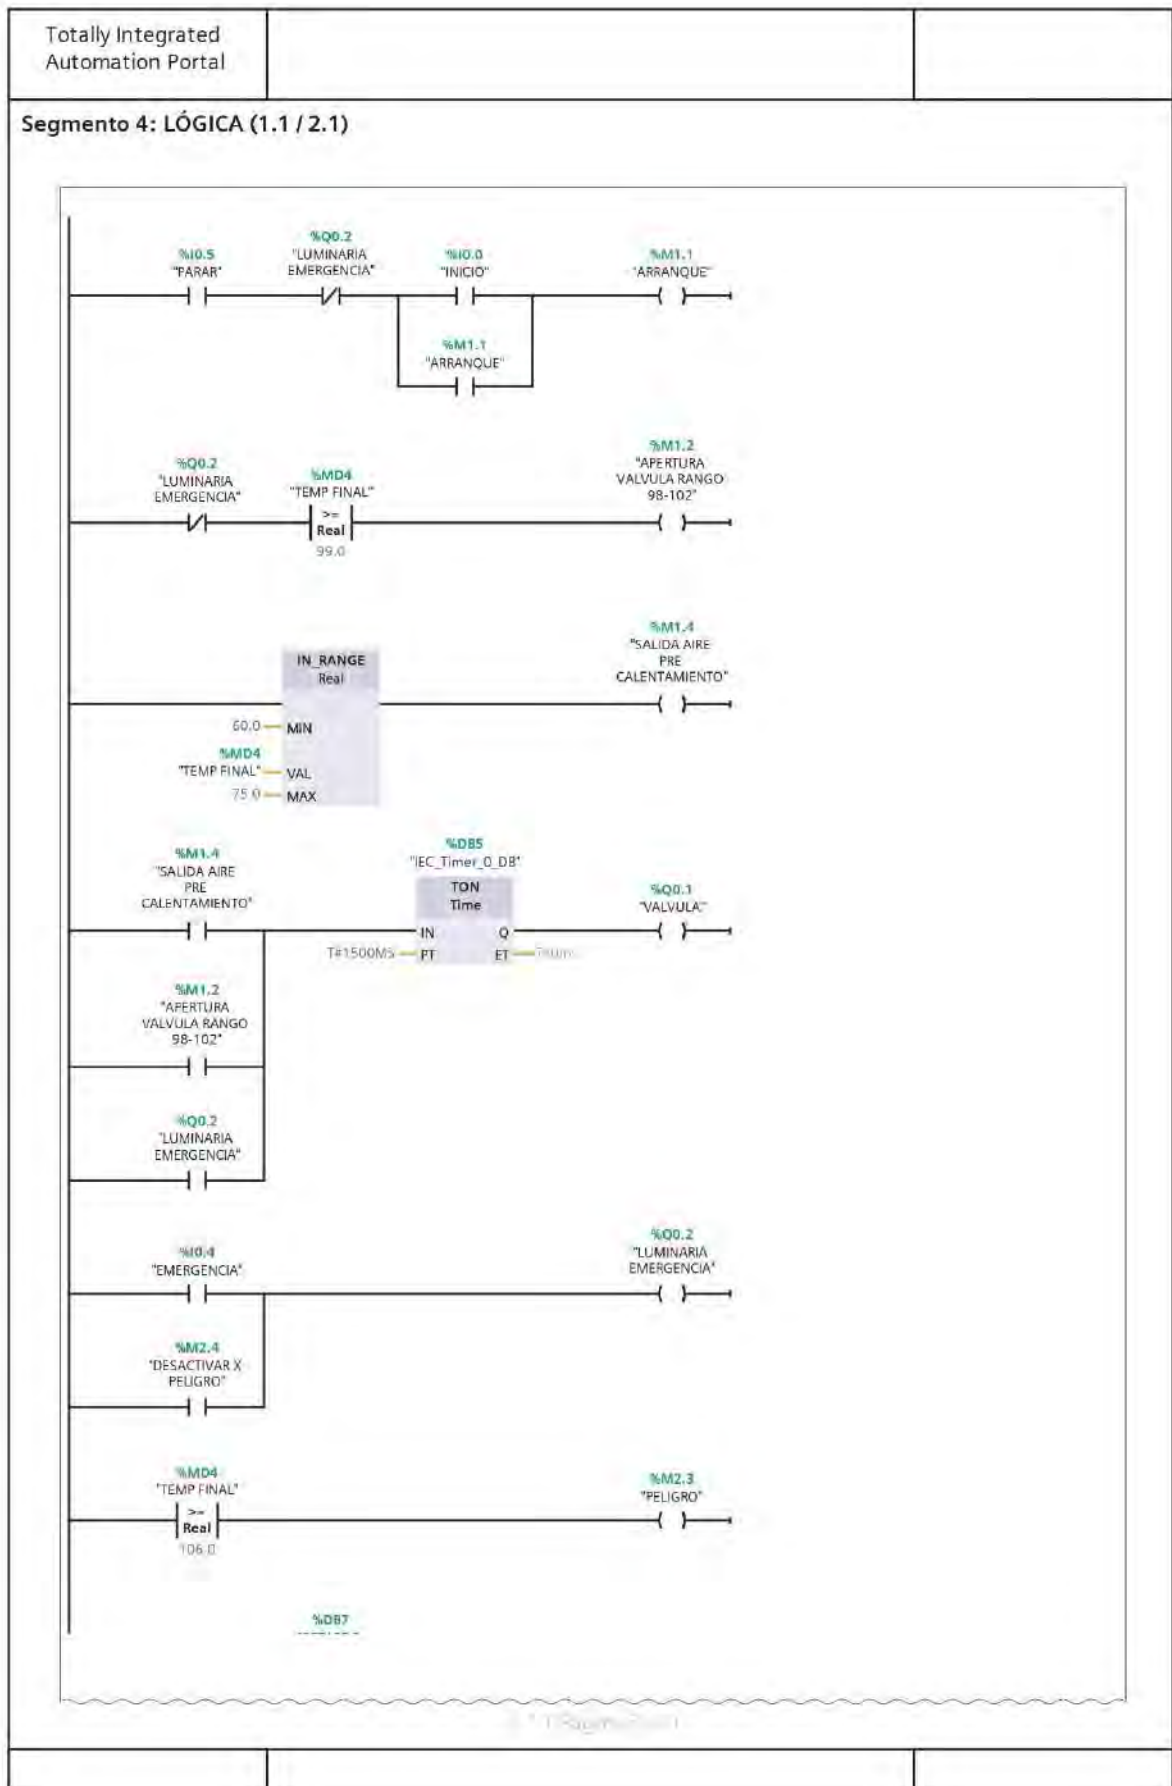 Totally Integrated
Automation Portal
Segmento 4: LÓGICA (1.1 / 2.1)
%I0.5
"PARAR"
%Q0.2
"LUMINARIA
EMERGENCIA"
%I0.0
"INICIO"
%M1.1
"ARRANQUE"
%M1.1
"ARRANQUE"
%Q0.2
"LUMINARIA
EMERGENCIA"
%MD4
"TEMP FINAL"
>=
Real
99.0
%M1.2
"APERTURA
VALVULA RANGO
98-102"
IN_RANGE
Real
60.0
MIN
%MD4
"TEMP FINAL"
VAL
75.0
MAX
%M1.4
"SALIDA AIRE
PRE
CALENTAMIENTO"
%M1.4
"SALIDA AIRE
PRE
CALENTAMIENTO"
%DB5
"IEC_Timer_0_DB"
TON
Time
IN
Q
T#1500MS
PT
ET
%Q0.1
"VALVULA"
%M1.2
"APERTURA
VALVULA RANGO
98-102"
%Q0.2
"LUMINARIA
EMERGENCIA"
%I0.4
"EMERGENCIA"
%Q0.2
"LUMINARIA
EMERGENCIA"
%M2.4
"DESACTIVAR X
PELIGRO"
%MD4
"TEMP FINAL"
>=
Real
106.0
%M2.3
"PELIGRO"
%DB7